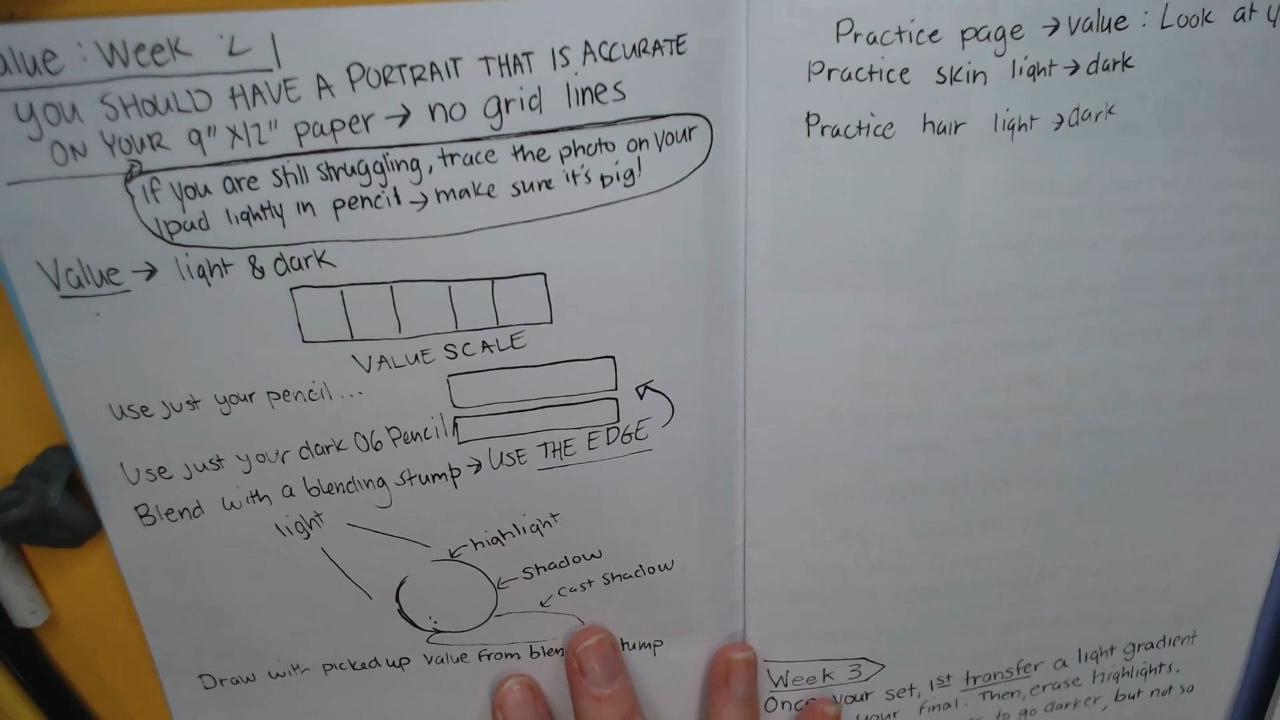 alue : Week 21
YOU SHOULD HAVE A PORTRAIT THAT IS ACCURATE
ON YOUR 9" X12" paper → no grid lines
If you are still struggling, trace the photo on your
ipad lightly in pencil → make sure it's big!
Value → light & dark
VALUE SCALE
Use just your pencil...
Use just your dark 06 Pencil
Blend with a blending stump → USE THE EDGE
light
highlight
shadow
cast shadow
Draw with picked up value from blen tump
Practice page → value : Look at y
Practice skin light → dark
Practice hair light → dark
Week 3
Once your set, 1st transfer a light gradient
your final. Then, erase highlights.
to go darker, but not so